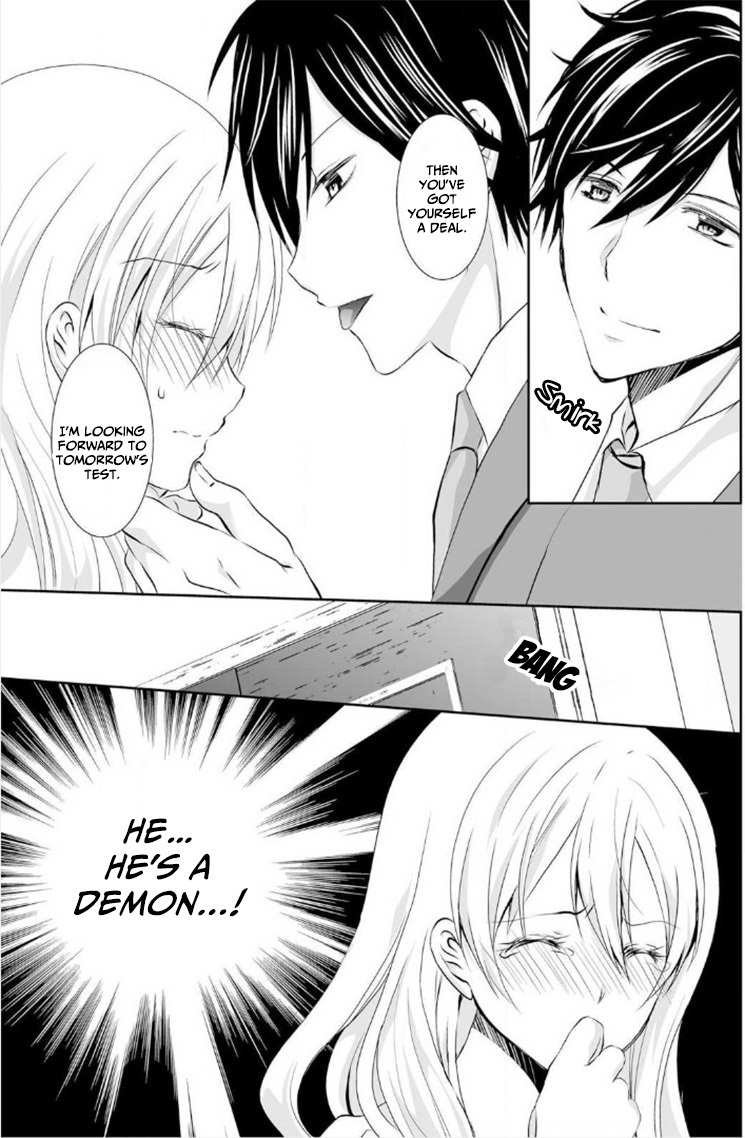 Smirk
THEN
YOU'VE
GOT
YOURSELF
A DEAL.
I'M LOOKING
FORWARD TO
TOMORROW'S
TEST.
BANG
HE...
HE'S A
DEMON...!